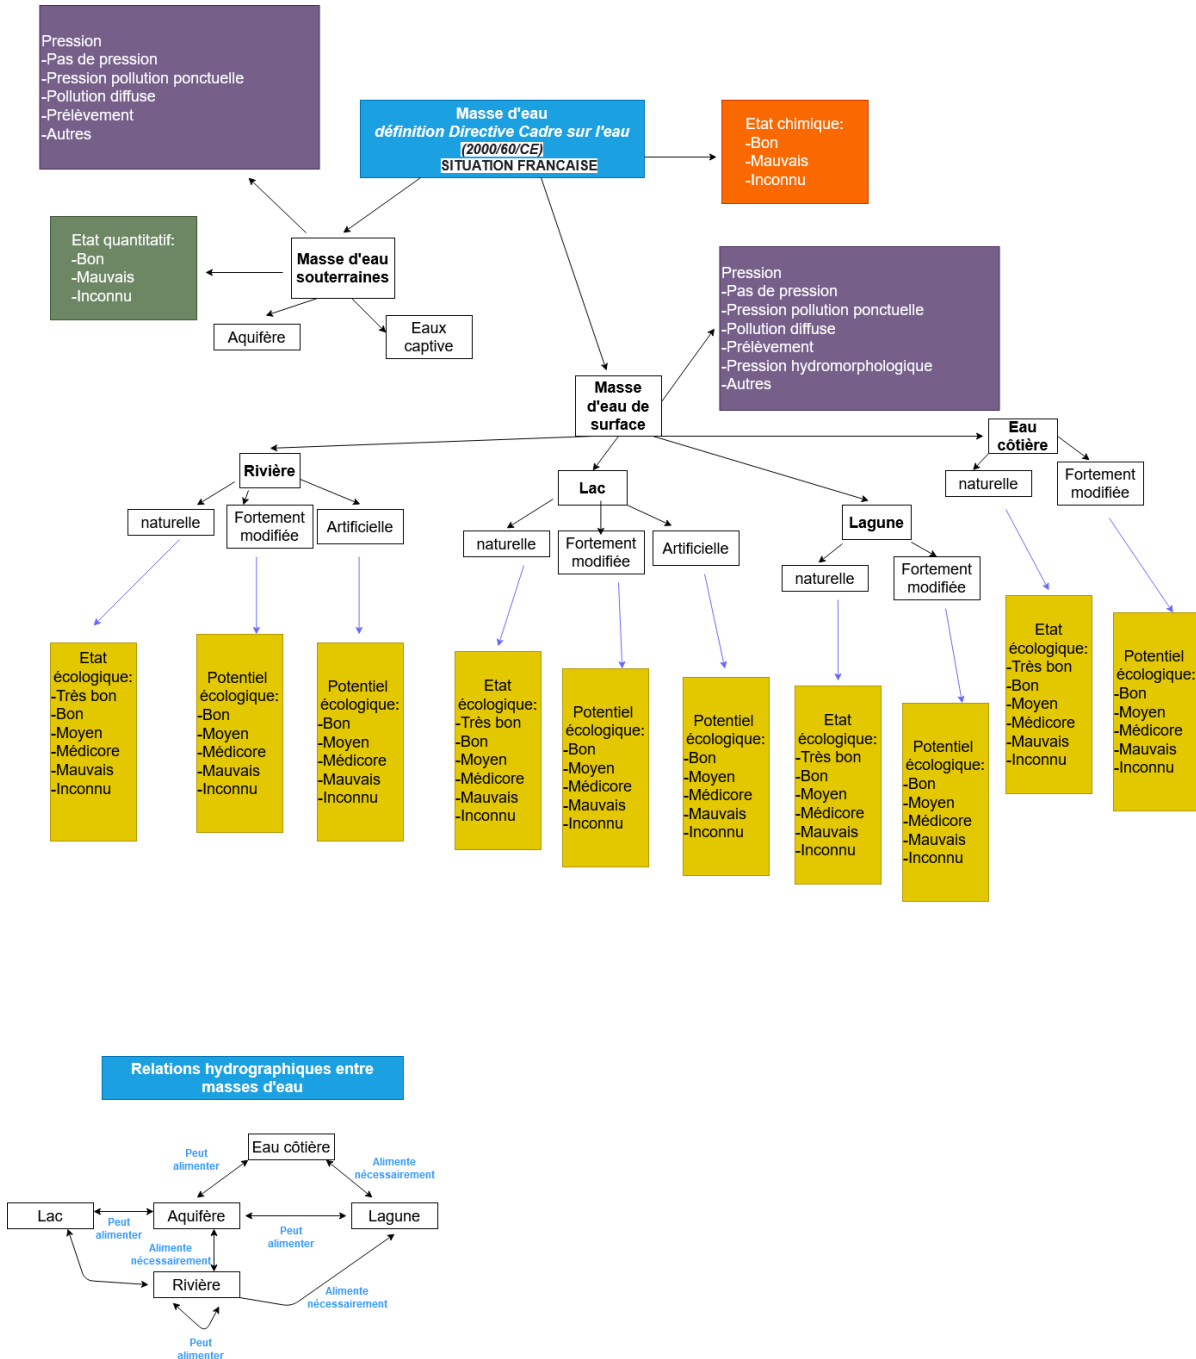 Pression
-Pas de pression
-Pression pollution ponctuelle
-Pollution diffuse
-Prélèvement
-Autres
Masse d'eau
définition Directive Cadre sur l'eau
(2000/60/CE)
SITUATION FRANCAISE
Etat chimique:
-Bon
-Mauvais
-Inconnu
Etat quantitatif:
-Bon
-Mauvais
-Inconnu
Masse d'eau
souterraines
Aquifère
Eaux
captive
Pression
-Pas de pression
-Pression pollution ponctuelle
-Pollution diffuse
-Prélèvement
-Pression hydromorphologique
-Autres
Masse
d'eau de
surface
Rivière
naturelle
Fortement
modifiée
Artificielle
Lac
naturelle
Fortement
modifiée
Artificielle
Lagune
naturelle
Fortement
modifiée
Eau
côtière
naturelle
Fortement
modifiée
Etat
écologique:
-Très bon
-Bon
-Moyen
-Médicore
-Mauvais
-Inconnu
Potentiel
écologique:
-Bon
-Moyen
-Médicore
-Mauvais
-Inconnu
Potentiel
écologique:
-Bon
-Moyen
-Médicore
-Mauvais
-Inconnu
Etat
écologique:
-Très bon
-Bon
-Moyen
-Médicore
-Mauvais
-Inconnu
Potentiel
écologique:
-Bon
-Moyen
-Médicore
-Mauvais
-Inconnu
Potentiel
écologique:
-Bon
-Moyen
-Médicore
-Mauvais
-Inconnu
Etat
écologique:
-Très bon
-Bon
-Moyen
-Médicore
-Mauvais
-Inconnu
Potentiel
écologique:
-Bon
-Moyen
-Médicore
-Mauvais
-Inconnu
Etat
écologique:
-Très bon
-Bon
-Moyen
-Médicore
-Mauvais
-Inconnu
Potentiel
écologique:
-Bon
-Moyen
-Médicore
-Mauvais
-Inconnu
Relations hydrographiques entre
masses d'eau
Eau côtière
Peut
alimenter
Alimente
nécessairement
Lac
Peut
alimenter
Aquifère
Peut
alimenter
Lagune
Alimente
nécessairement
Rivière
Alimente
nécessairement
Peut
alimenter